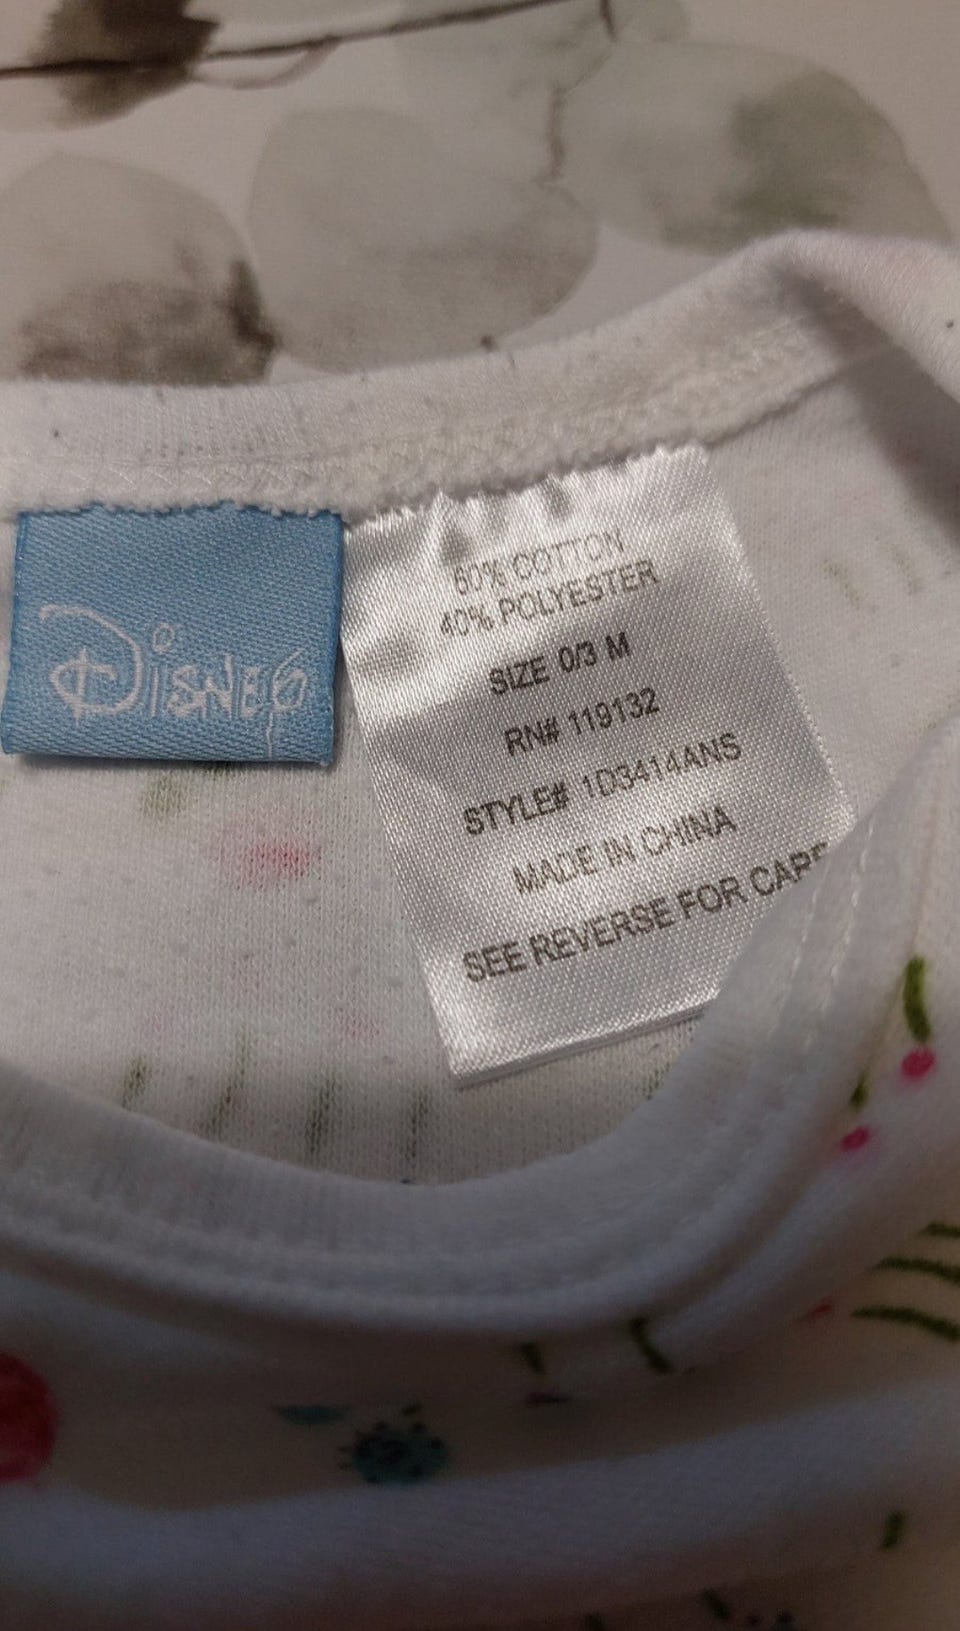 Disney
60% COTTON
40% POLYESTER
SIZE 0/3 M
RN# 119132
STYLE# 1D3414ANS
MADE IN CHINA
SEE REVERSE FOR CARE